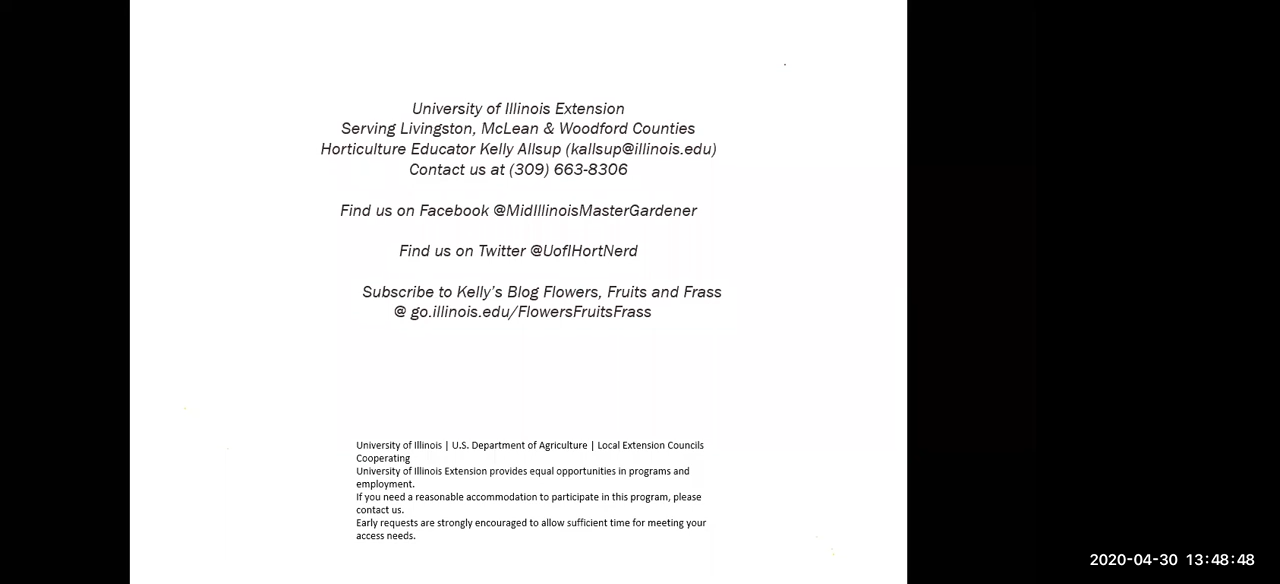 University of Illinois Extension
Serving Livingston, McLean & Woodford Counties
Horticulture Educator Kelly Allsup (kallsup@illinois.edu)
Contact us at (309) 663-8306
Find us on Facebook @MidIllinoisMasterGardener
Find us on Twitter @UofIHortNerd
Subscribe to Kelly’s Blog Flowers, Fruits and Frass
@ go.illinois.edu/FlowersFruitsFrass
University of Illinois | U.S. Department of Agriculture | Local Extension Councils
Cooperating
University of Illinois Extension provides equal opportunities in programs and
employment.
If you need a reasonable accommodation to participate in this program, please
contact us.
Early requests are strongly encouraged to allow sufficient time for meeting your
access needs.
2020-04-30 13:48:48